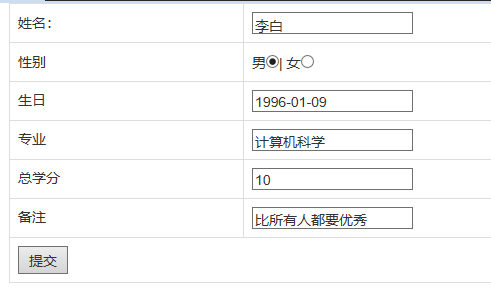 姓名： 李白
性别 男| 女
生日 1996-01-09
专业 计算机科学
总学分 10
备注 比所有人都要优秀
提交